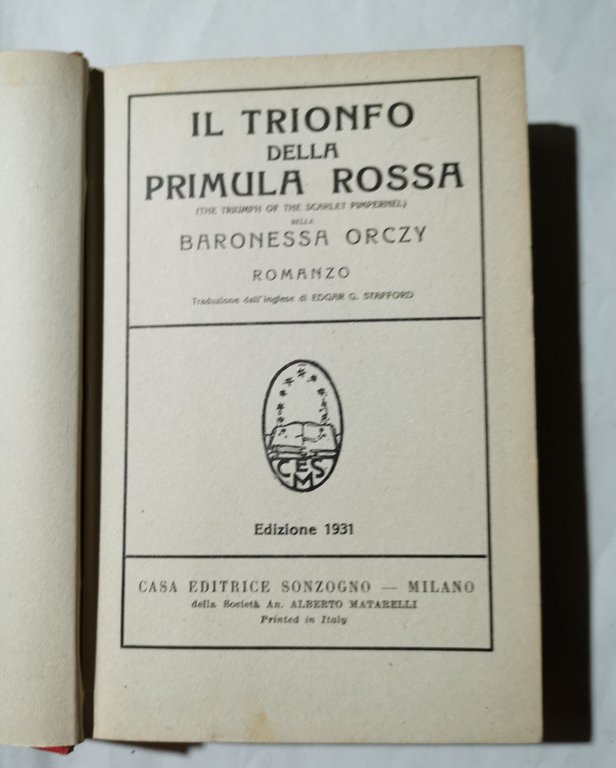 IL TRIONFO
DELLA
PRIMULA ROSSA
(THE TRIUMPH OF THE SCARLET PIMPERNEL)
DELLA
BARONESSA ORCZY
ROMANZO
Traduzione dall'inglese di EDGAR G. STAFFORD
CESM
Edizione 1931
CASA EDITRICE SONZOGNO — MILANO
della Società An. ALBERTO MATARELLI
Printed in Italy